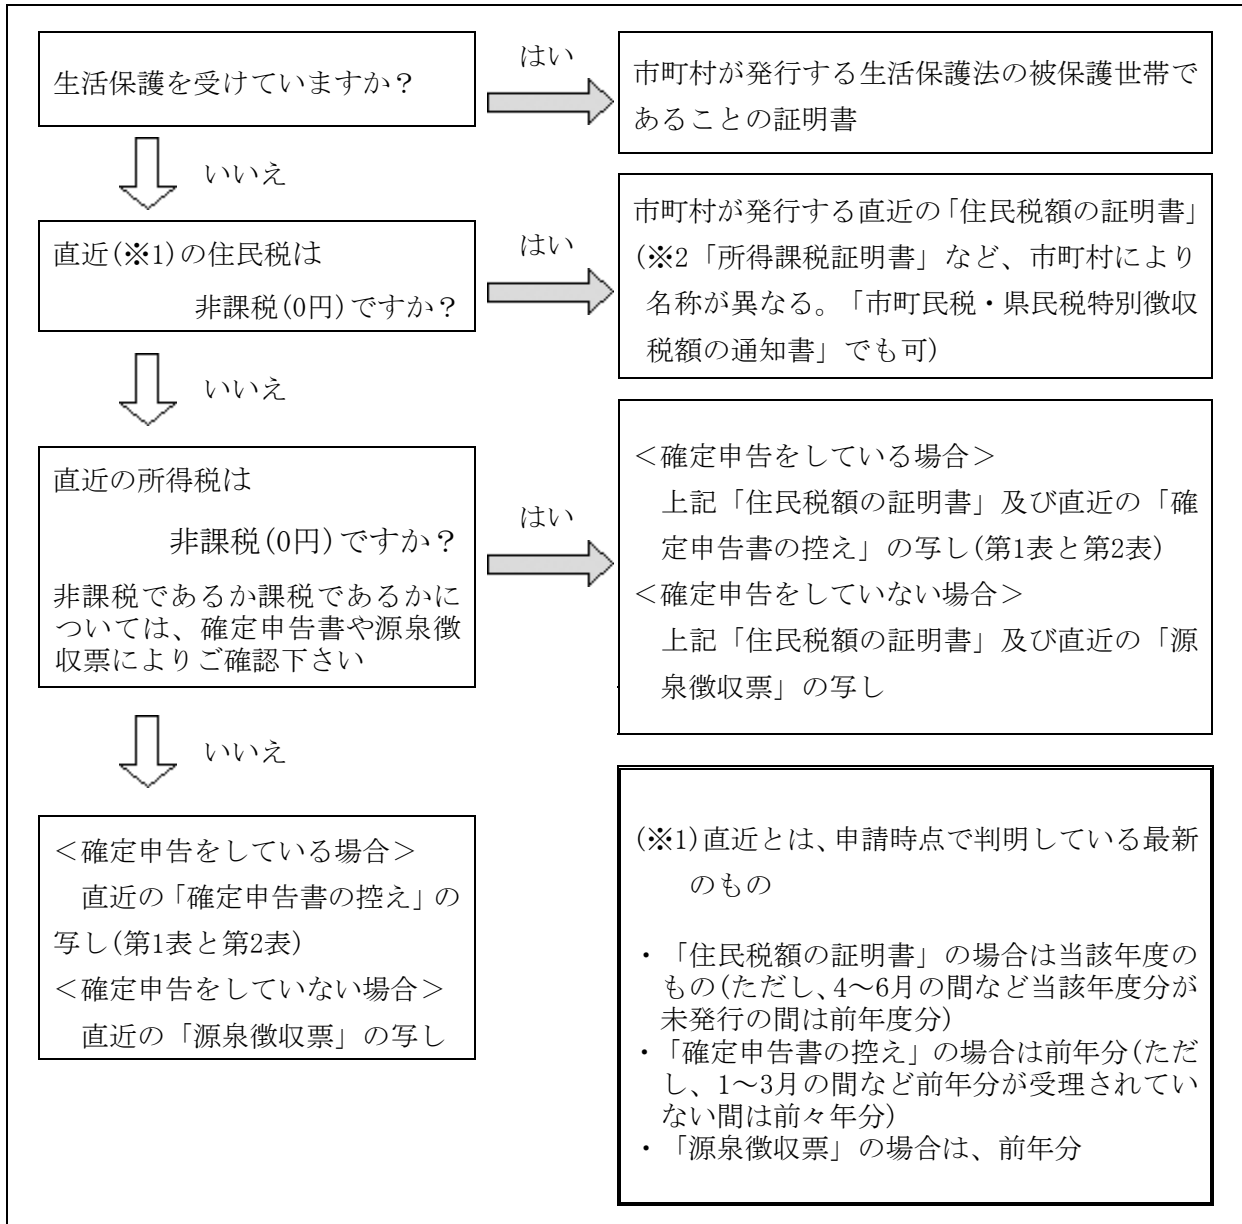 生活保護を受けていますか？
はい
市町村が発行する生活保護法の被保護世帯で
あることの証明書
いいえ
直近(※1)の住民税は
非課税(0円)ですか？
はい
市町村が発行する直近の「住民税額の証明書」
(※2「所得課税証明書」など、市町村により
名称が異なる。「市町民税・県民税特別徴収
税額の通知書」でも可)
いいえ
直近の所得税は
非課税(0円)ですか？
非課税であるか課税であるかに
ついては、確定申告書や源泉徴
収票によりご確認下さい
はい
＜確定申告をしている場合＞
上記「住民税額の証明書」及び直近の「確
定申告書の控え」の写し(第1表と第2表)
＜確定申告をしていない場合＞
上記「住民税額の証明書」及び直近の「源
泉徴収票」の写し
いいえ
＜確定申告をしている場合＞
直近の「確定申告書の控え」の
写し(第1表と第2表)
＜確定申告をしていない場合＞
直近の「源泉徴収票」の写し
(※1)直近とは、申請時点で判明している最新
のもの
・「住民税額の証明書」の場合は当該年度の
もの(ただし、4～6月の間など当該年度分が
未発行の間は前年度分)
・「確定申告書の控え」の場合は前年分(ただ
し、1～3月の間など前年分が受理されてい
ない間は前々年分)
・「源泉徴収票」の場合は、前年分